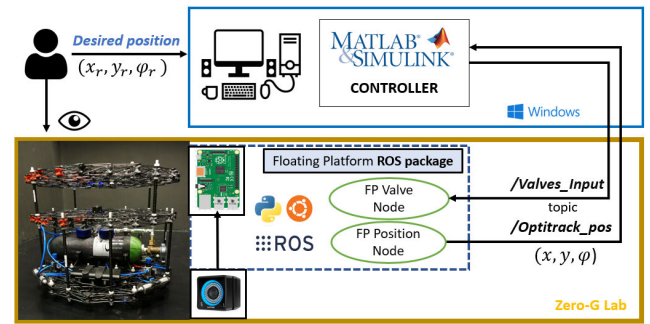 Desired position
(x_r, y_r, φ_r )
MATLAB
&SIMULINK
CONTROLLER
Windows
Floating Platform ROS package
FP Valve
Node
/Valves_Input
topic
ROS
FP Position
Node
/Optitrack_pos
(x, y, φ)
Zero-G Lab